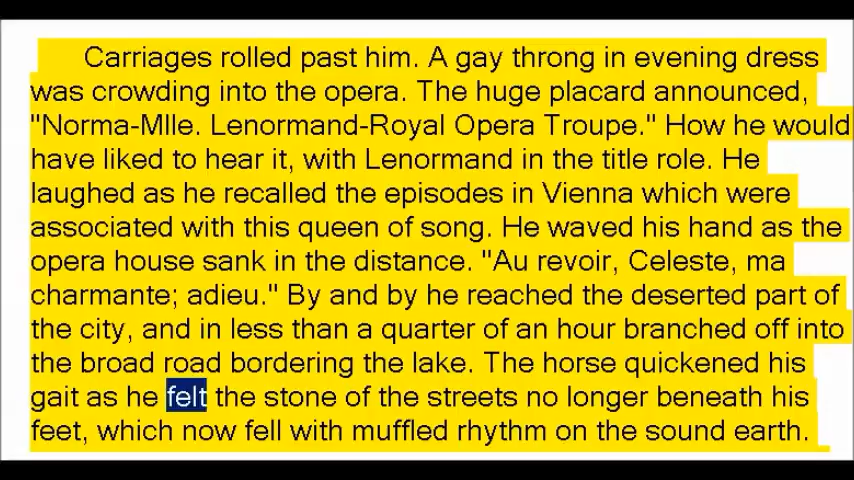 Carriages rolled past him. A gay throng in evening dress
was crowding into the opera. The huge placard announced,
"Norma-Mlle. Lenormand-Royal Opera Troupe." How he would
have liked to hear it, with Lenormand in the title role. He
laughed as he recalled the episodes in Vienna which were
associated with this queen of song. He waved his hand as the
opera house sank in the distance. "Au revoir, Celeste, ma
charmante; adieu." By and by he reached the deserted part of
the city, and in less than a quarter of an hour branched off into
the broad road bordering the lake. The horse quickened his
gait as he felt the stone of the streets no longer beneath his
feet, which now fell with muffled rhythm on the sound earth.